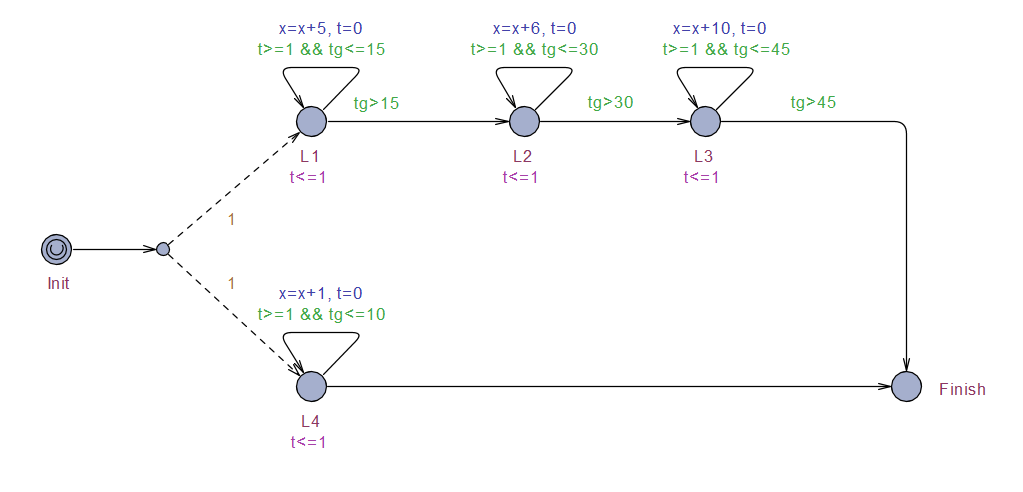 x=x+5, t=0
t>=1 && tg<=15
x=x+6, t=0
t>=1 && tg<=30
x=x+10, t=0
t>=1 && tg<=45
tg>15
tg>30
tg>45
L1
t<=1
L2
t<=1
L3
t<=1
1
Init
1
x=x+1, t=0
t>=1 && tg<=10
Finish
L4
t<=1